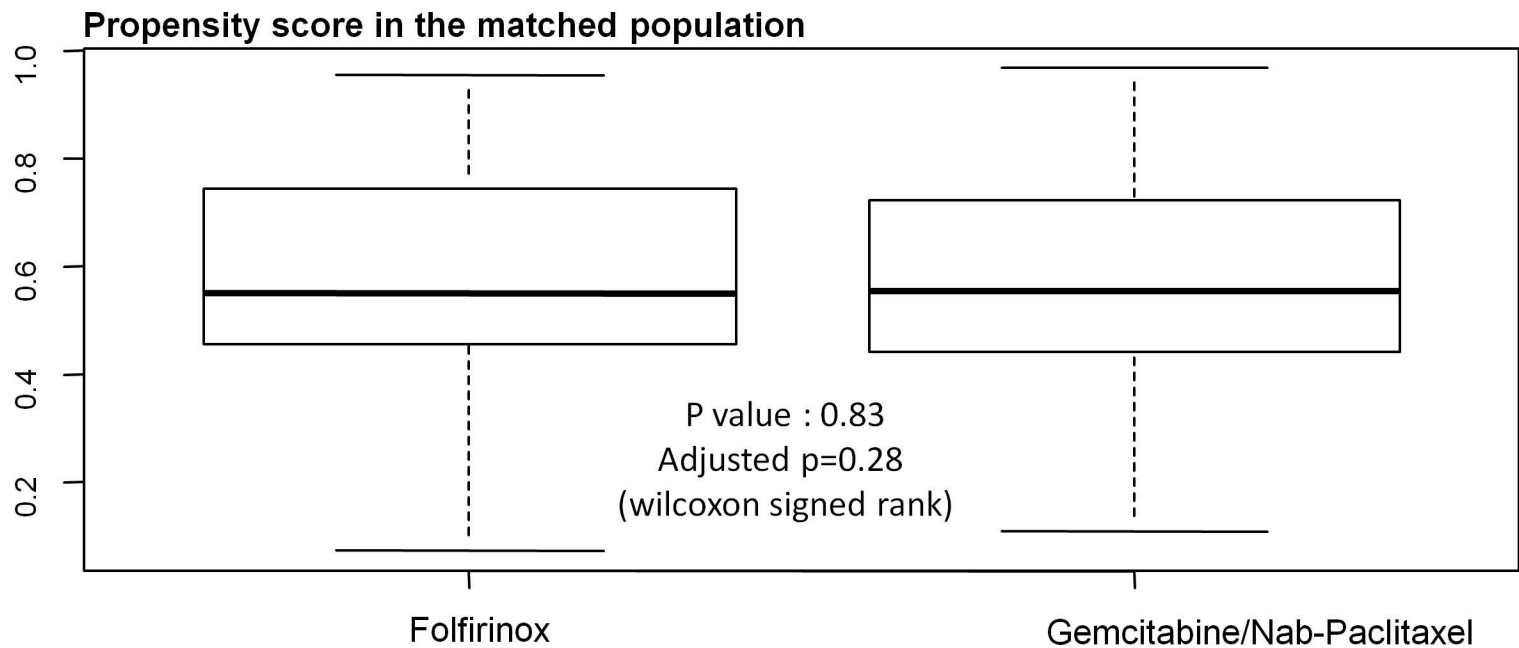 Propensity score in the matched population
1.0
0.8
0.6
0.4
0.2
P value : 0.83
Adjusted p=0.28
(wilcoxon signed rank)
Folfirinox
Gemcitabine/Nab-Paclitaxel